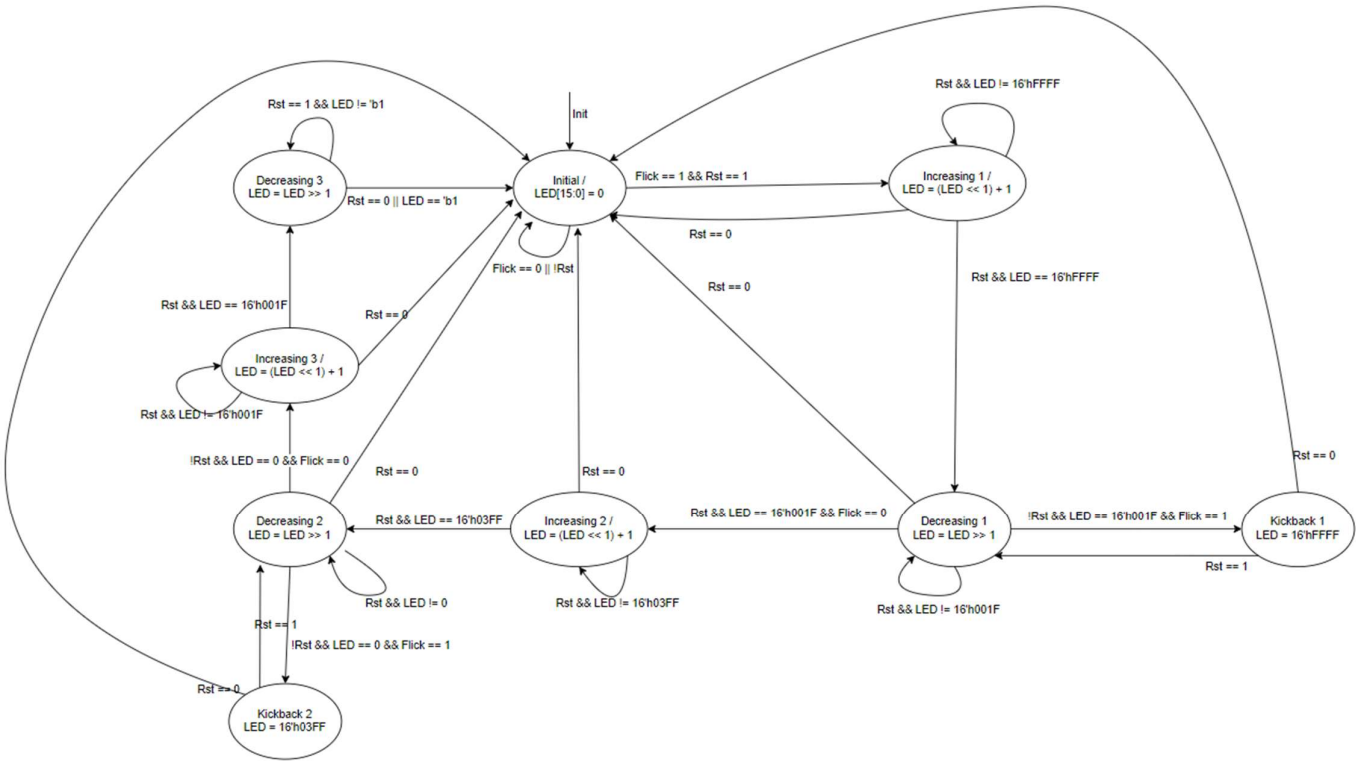 Rst && LED != 16'hFFFF
Rst == 1 && LED != 'b1
Init
Decreasing 3
LED = LED >> 1
Initial /
LED[15:0] = 0
Flick == 1 && Rst == 1
Increasing 1 /
LED = (LED << 1) + 1
Rst == 0 || LED == 'b1
Rst == 0
Flick == 0 || !Rst
Rst && LED == 16'hFFFF
Rst == 0
Rst && LED == 16'h001F
Rst == 0
Increasing 3 /
LED = (LED << 1) + 1
Rst && LED != 16'h001F
!Rst && LED == 0 && Flick == 0
Rst == 0
Rst == 0
Rst == 0
Decreasing 2
LED = LED >> 1
Rst && LED == 16'h03FF
Increasing 2 /
LED = (LED << 1) + 1
Rst && LED == 16'h001F && Flick == 0
Decreasing 1
LED = LED >> 1
!Rst && LED == 16'h001F && Flick == 1
Kickback 1
LED = 16'hFFFF
Rst == 1
Rst && LED != 0
Rst && LED != 16'h03FF
Rst && LED != 16'h001F
Rst == 1
!Rst && LED == 0 && Flick == 1
Rst == 0
Kickback 2
LED = 16'h03FF